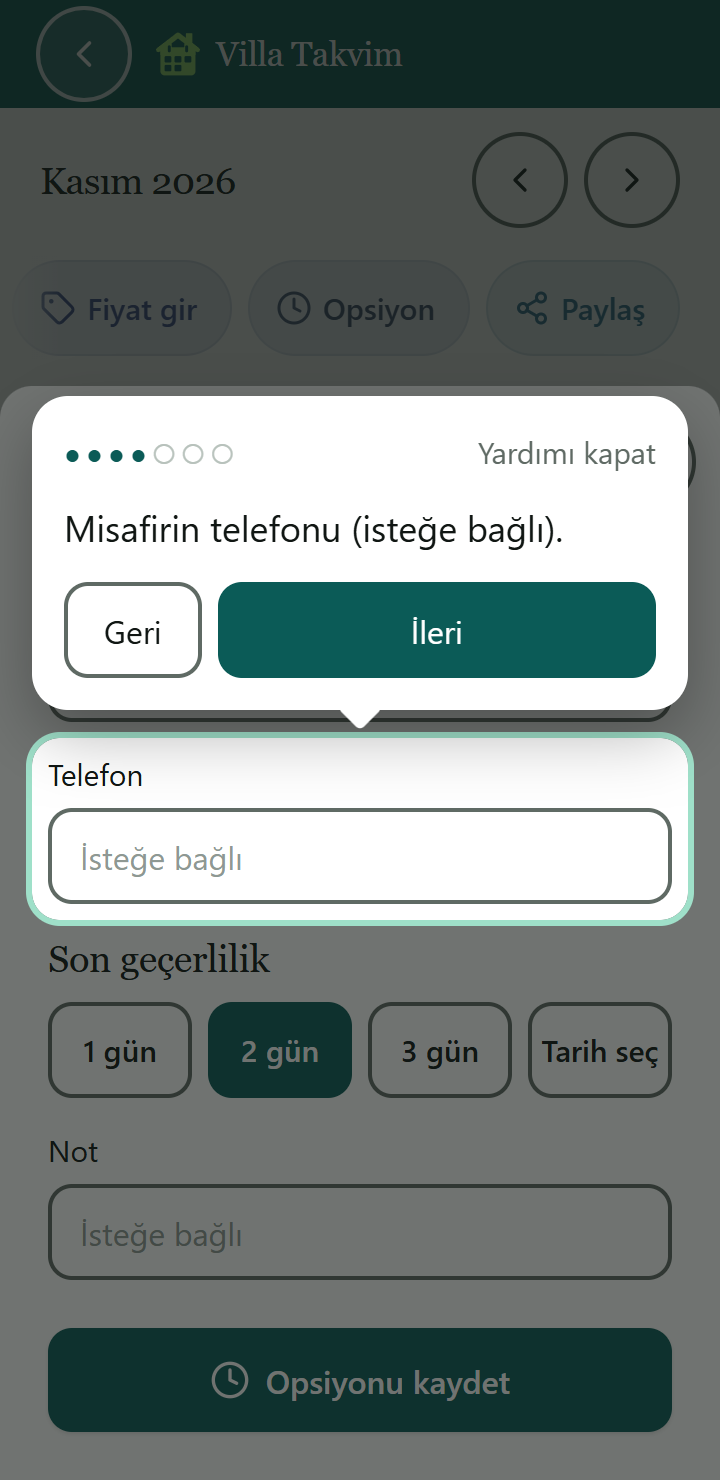 Villa Takvim
Kasım 2026
Fiyat gir
Opsiyon
Paylaş
Yardımı kapat
Misafirin telefonu (isteğe bağlı).
Geri
İleri
Telefon
İsteğe bağlı
Son geçerlilik
1 gün
2 gün
3 gün
Tarih seç
Not
İsteğe bağlı
Opsiyonu kaydet